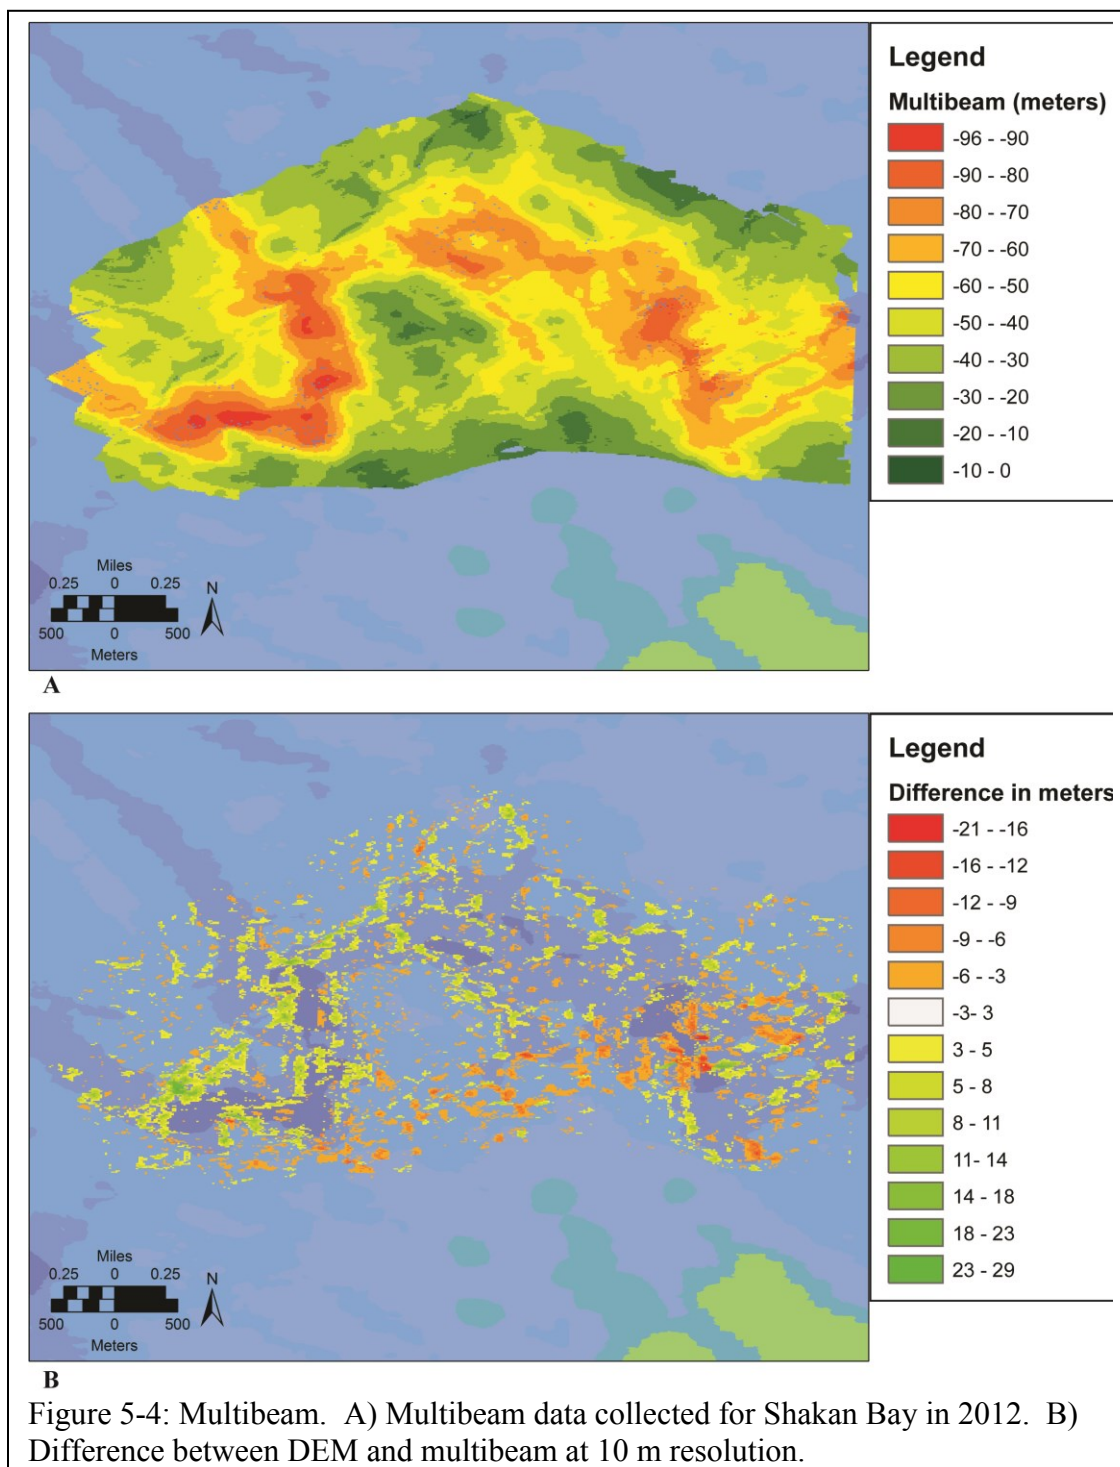 Legend
Multibeam (meters)
-96 - -90
-90 - -80
-80 - -70
-70 - -60
-60 - -50
-50 - -40
-40 - -30
-30 - -20
-20 - -10
-10 - 0
Miles
0.25 0 0.25
N
500 0 500
Meters
A
Legend
Difference in meters
-21 - -16
-16 - -12
-12 - -9
-9 - -6
-6 - -3
-3- 3
3 - 5
5 - 8
8 - 11
11- 14
14 - 18
18 - 23
23 - 29
Miles
0.25 0 0.25
N
500 0 500
Meters
B
Figure 5-4: Multibeam.  A) Multibeam data collected for Shakan Bay in 2012.  B)
Difference between DEM and multibeam at 10 m resolution.